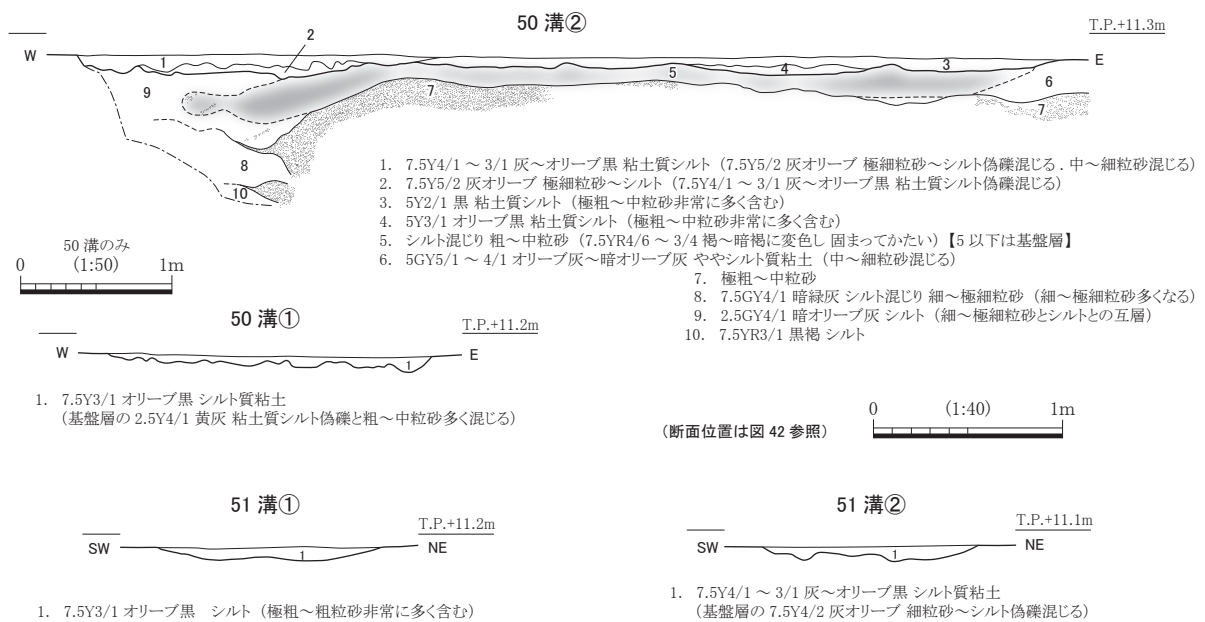 50 溝②
T.P.+11.3m
W
E
1
2
3
4
5
6
7
7
8
9
10
1. 7.5Y4/1 ～ 3/1 灰～オリーブ黒 粘土質シルト（7.5Y5/2 灰オリーブ 極細粒砂～シルト偽礫混じる . 中～細粒砂混じる）
2. 7.5Y5/2 灰オリーブ 極細粒砂～シルト（7.5Y4/1 ～ 3/1 灰～オリーブ黒 粘土質シルト偽礫混じる）
3. 5Y2/1 黒 粘土質シルト（極粗～中粒砂非常に多く含む）
4. 5Y3/1 オリーブ黒 粘土質シルト（極粗～中粒砂非常に多く含む）
5. シルト混じり 粗～中粒砂（7.5YR4/6 ～ 3/4 褐～暗褐に変色し 固まってかたい）【5 以下は基盤層】
6. 5GY5/1 ～ 4/1 オリーブ灰～暗オリーブ灰 ややシルト質粘土（中～細粒砂混じる）
7. 極粗～中粒砂
8. 7.5GY4/1 暗緑灰 シルト混じり 細～極細粒砂（細～極細粒砂多くなる）
9. 2.5GY4/1 暗オリーブ灰 シルト（細～極細粒砂とシルトとの互層）
10. 7.5YR3/1 黒褐 シルト
50 溝のみ
0 (1:50) 1m
50 溝①
T.P.+11.2m
W
E
1
1. 7.5Y3/1 オリーブ黒 シルト質粘土
（基盤層の 2.5Y4/1 黄灰 粘土質シルト偽礫と粗～中粒砂多く混じる）
（断面位置は図 42 参照）
0 (1:40) 1m
51 溝①
T.P.+11.2m
SW
NE
1
1. 7.5Y3/1 オリーブ黒 シルト（極粗～粗粒砂非常に多く含む）
51 溝②
T.P.+11.1m
SW
NE
1
1. 7.5Y4/1 ～ 3/1 灰～オリーブ黒 シルト質粘土
（基盤層の 7.5Y4/2 灰オリーブ 細粒砂～シルト偽礫混じる）